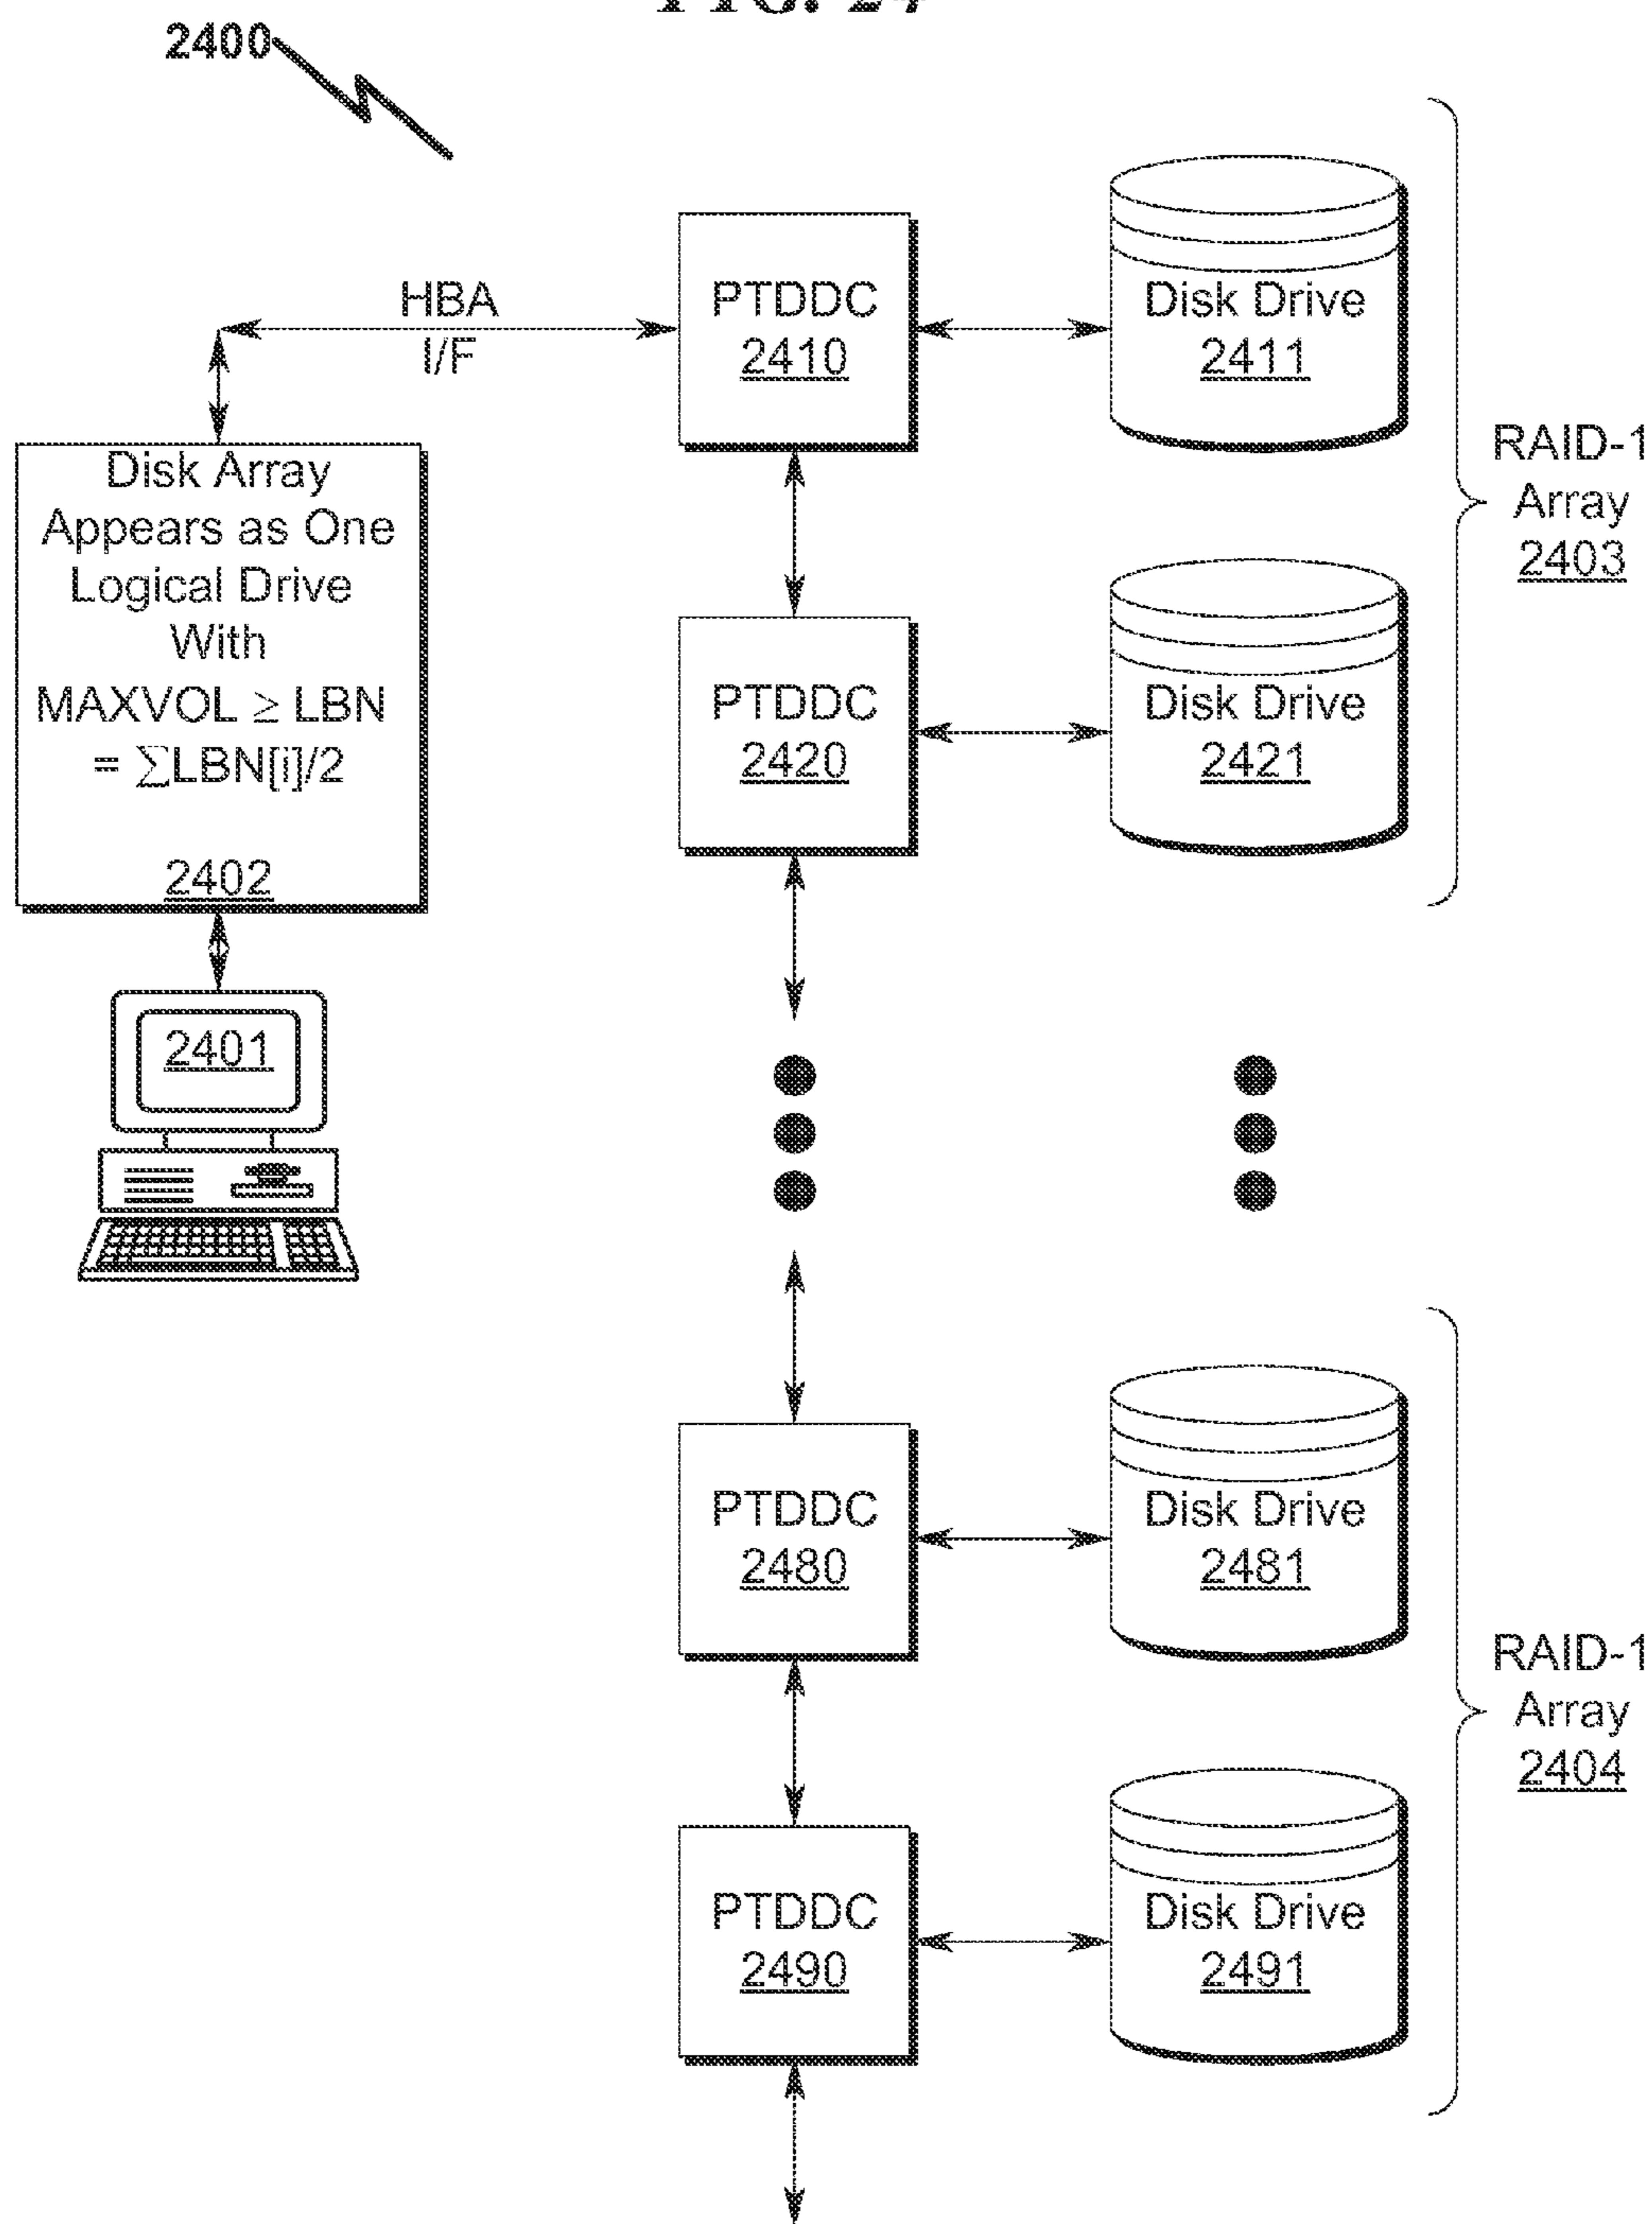 FIG. 24
2400
HBA
I/F
PTDDC
2410
Disk Drive
2411
RAID-1
Array
2403
Disk Array
Appears as One
Logical Drive
With
MAXVOL ≥ LBN
= ∑LBN[i]/2
2402
PTDDC
2420
Disk Drive
2421
2401
PTDDC
2480
Disk Drive
2481
RAID-1
Array
2404
PTDDC
2490
Disk Drive
2491